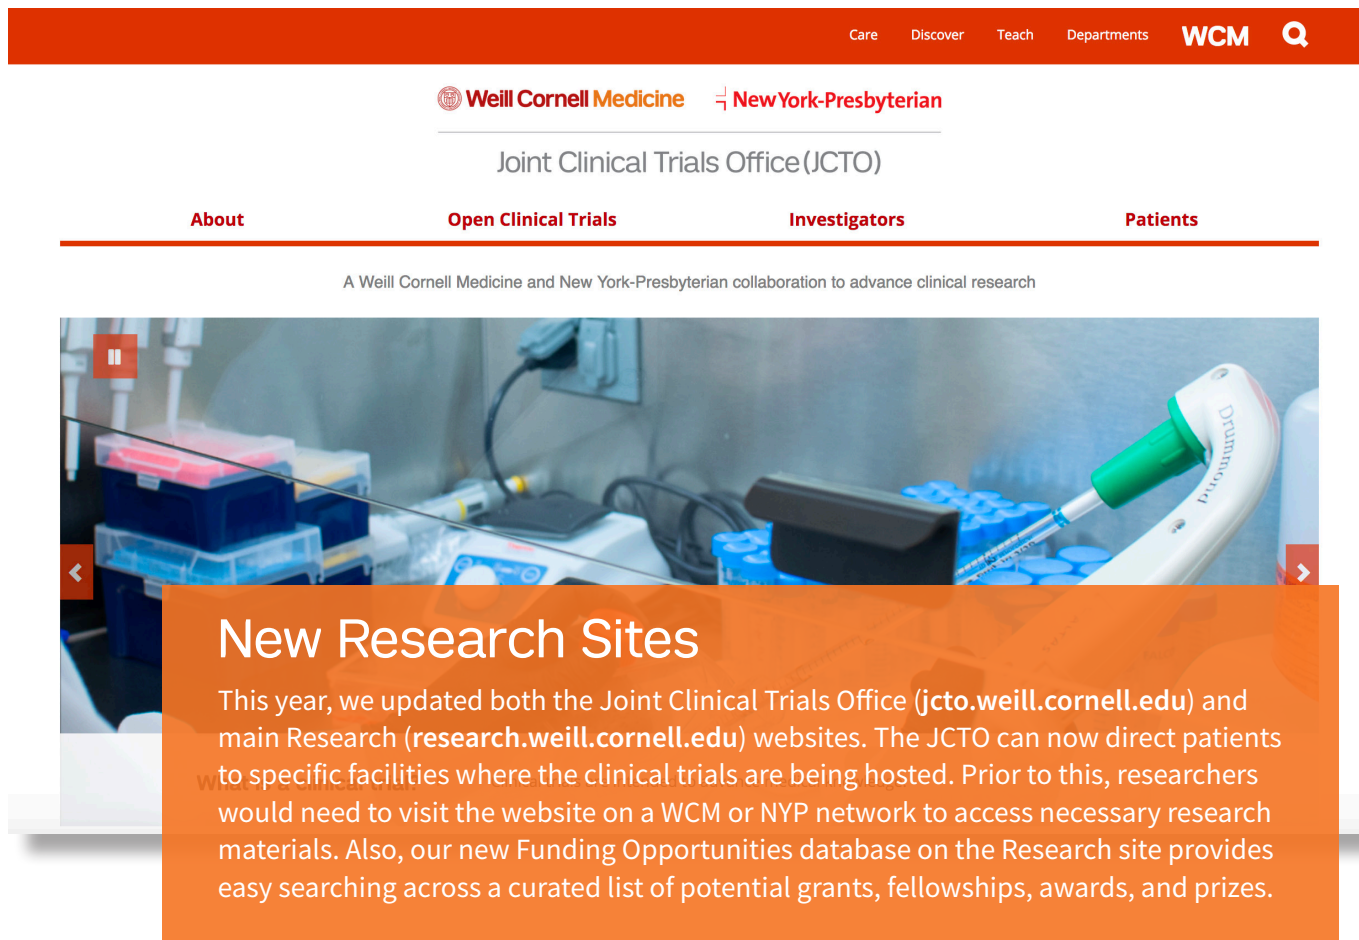 Care Discover Teach Departments WCM
Weill Cornell Medicine NewYork-Presbyterian
Joint Clinical Trials Office (JCTO)
About Open Clinical Trials Investigators Patients
A Weill Cornell Medicine and New York-Presbyterian collaboration to advance clinical research
Drummond
New Research Sites
This year, we updated both the Joint Clinical Trials Office (jcto.weill.cornell.edu) and
main Research (research.weill.cornell.edu) websites. The JCTO can now direct patients
to specific facilities where the clinical trials are being hosted. Prior to this, researchers
would need to visit the website on a WCM or NYP network to access necessary research
materials. Also, our new Funding Opportunities database on the Research site provides
easy searching across a curated list of potential grants, fellowships, awards, and prizes.
What is a clinical trial?